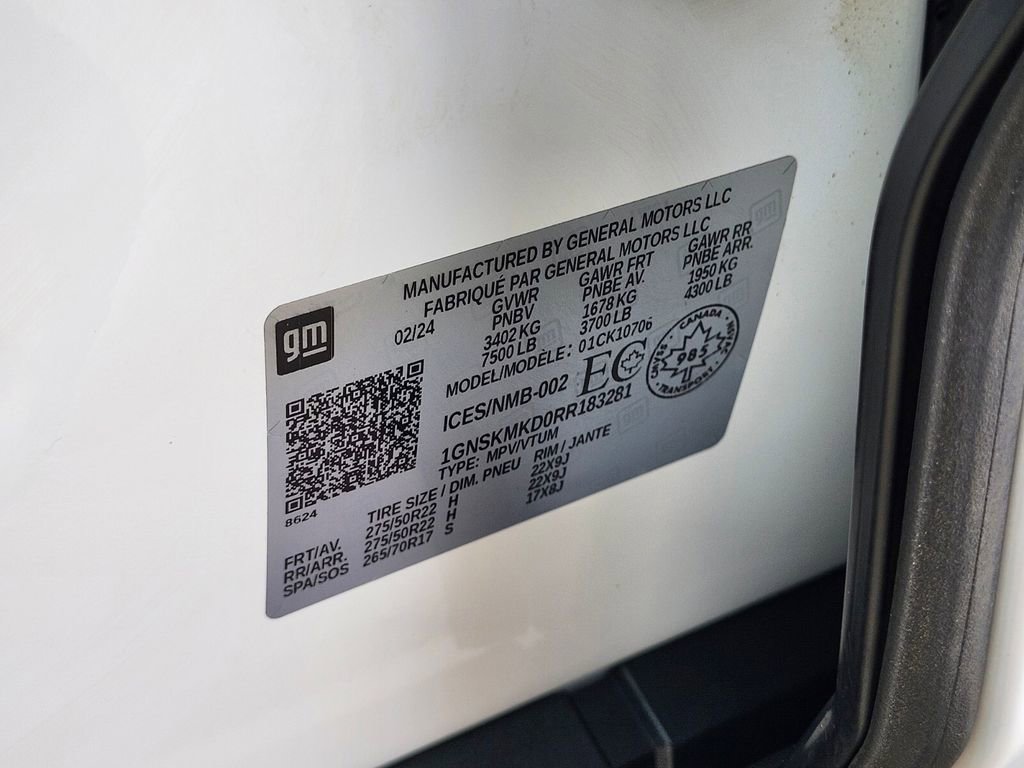 MANUFACTURED BY GENERAL MOTORS LLC
FABRIQUÉ PAR GENERAL MOTORS LLC
gm
02/24
GVWR GAWR FRT GAWR RR
PNBV PNBE AV. PNBE ARR.
3402 KG 1678 KG 1950 KG
7500 LB 3700 LB 4300 LB
MODEL/MODÈLE: 01CK10706
ICES/NMB-002 EC
CANADA
985
TRANSPORT
1GNSKMKD0RR183281
TYPE: MPV/VTUM
8624
TIRE SIZE / DIM. PNEU RIM / JANTE
FRT/AV. 275/50R22 H 22X9J
RR/ARR. 275/50R22 H 22X9J
SPA/SOS 265/70R17 S 17X8J